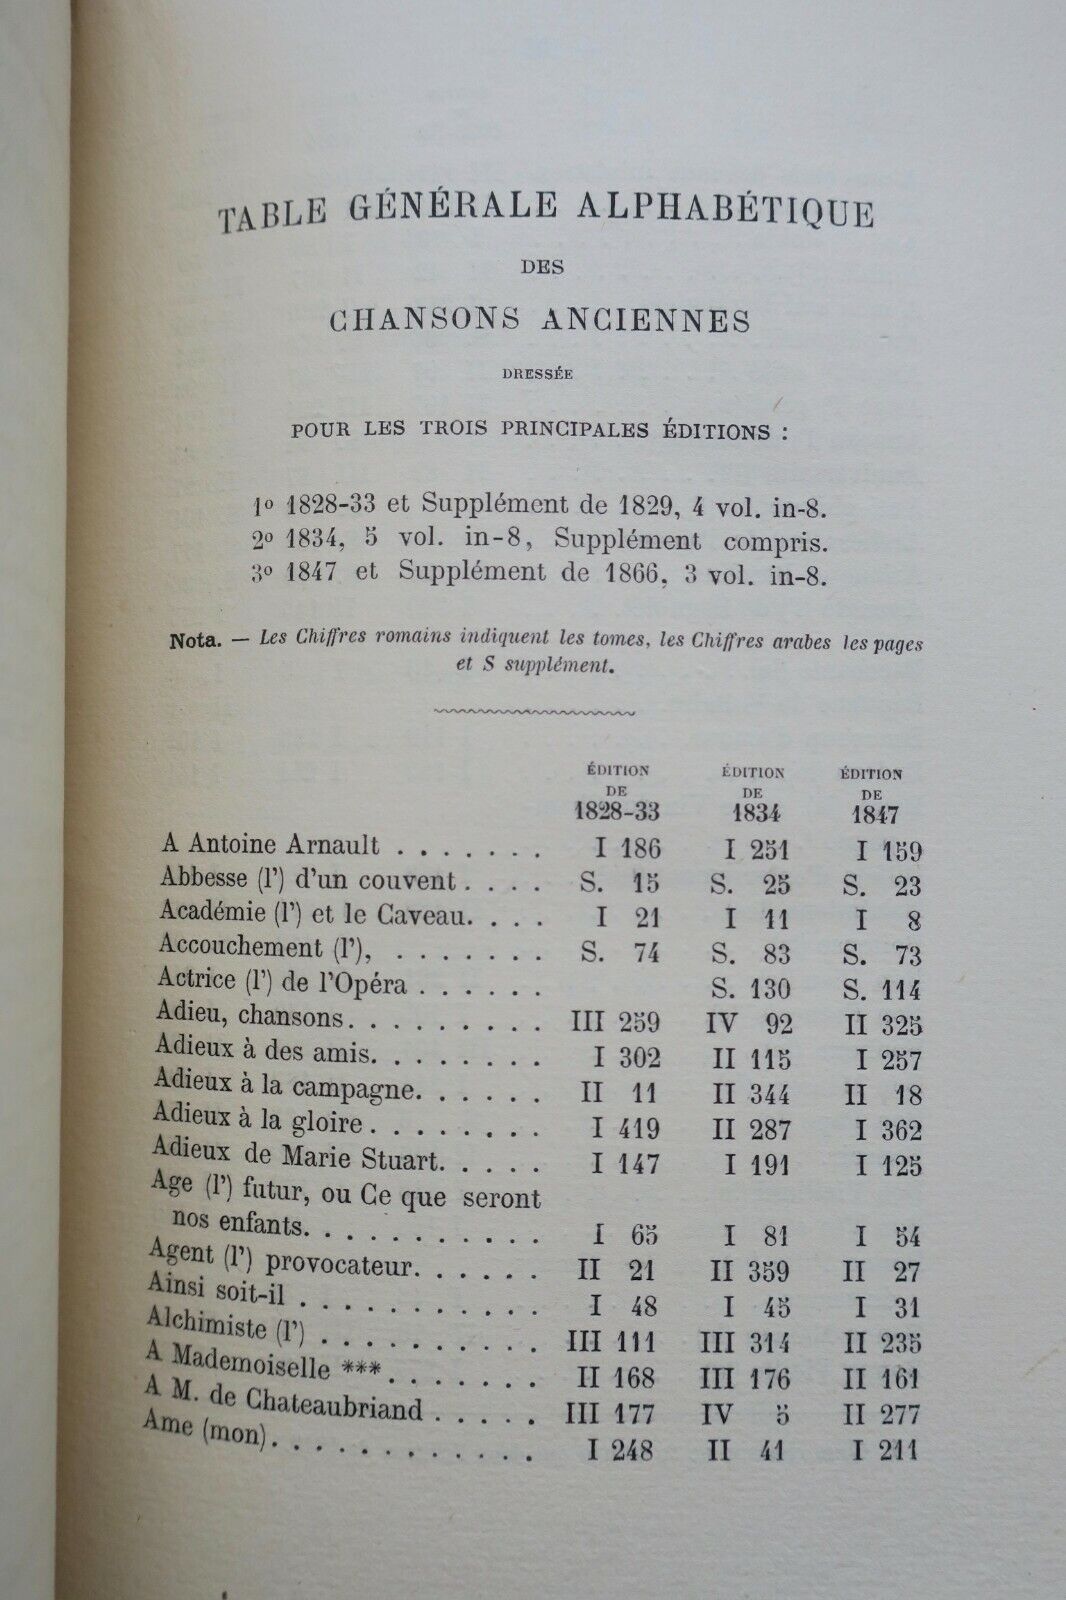 TABLE GÉNÉRALE ALPHABÉTIQUE
DES
CHANSONS ANCIENNES
DRESSÉE
POUR LES TROIS PRINCIPALES ÉDITIONS :
1º 1828-33 et Supplément de 1829, 4 vol. in-8.
2º 1834, 5 vol. in-8, Supplément compris.
3º 1847 et Supplément de 1866, 3 vol. in-8.
Nota. — Les Chiffres romains indiquent les tomes, les Chiffres arabes les pages
et S supplément.
ÉDITION ÉDITION ÉDITION
DE DE DE
1828-33 1834 1847
A Antoine Arnault . . . . . . . I 186 I 251 I 159
Abbesse (l') d'un couvent . . . . S. 15 S. 25 S. 23
Académie (l') et le Caveau. . . . I 21 I 11 I 8
Accouchement (l'), . . . . . . . S. 74 S. 83 S. 73
Actrice (l') de l'Opéra . . . . . . S. 130 S. 114
Adieu, chansons. . . . . . . . . III 259 IV 92 II 325
Adieux à des amis. . . . . . . . I 302 II 115 I 257
Adieux à la campagne. . . . . . II 11 II 344 II 18
Adieux à la gloire . . . . . . . . I 419 II 287 I 362
Adieux de Marie Stuart. . . . . I 147 I 191 I 125
Age (l') futur, ou Ce que seront
nos enfants. . . . . . . . . . . I 65 I 81 I 54
Agent (l') provocateur. . . . . . II 21 II 359 II 27
Ainsi soit-il . . . . . . . . . . . I 48 I 45 I 31
Alchimiste (l') . . . . . . . . . . III 111 III 314 II 235
A Mademoiselle ***. . . . . . . II 168 III 176 II 161
A M. de Chateaubriand . . . . . III 177 IV 5 II 277
Ame (mon). . . . . . . . . . . . I 248 II 41 I 211